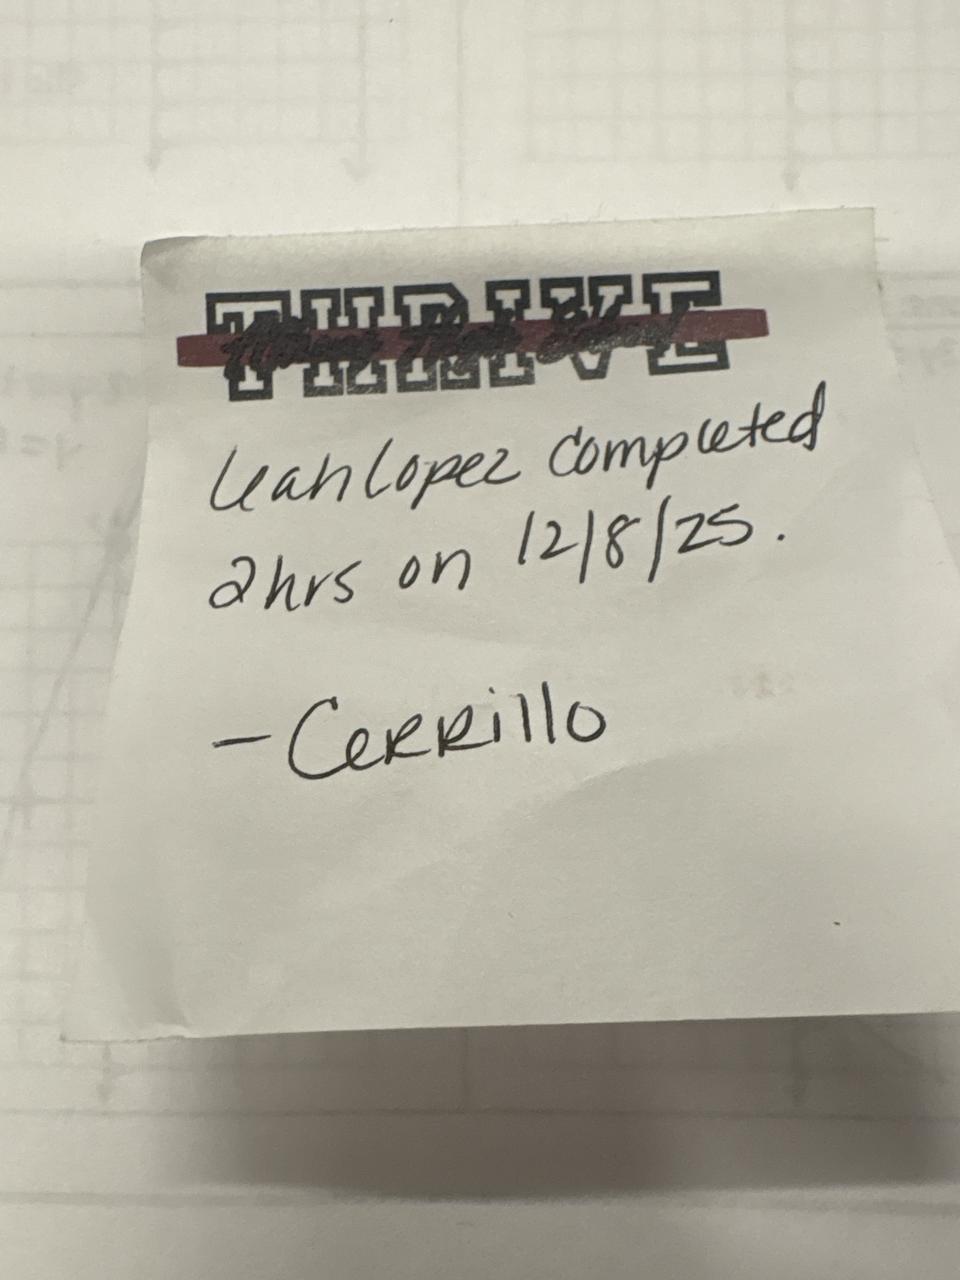 THRIVE
Leah Lopez completed
2hrs on 12/8/25.
- Cerrillo